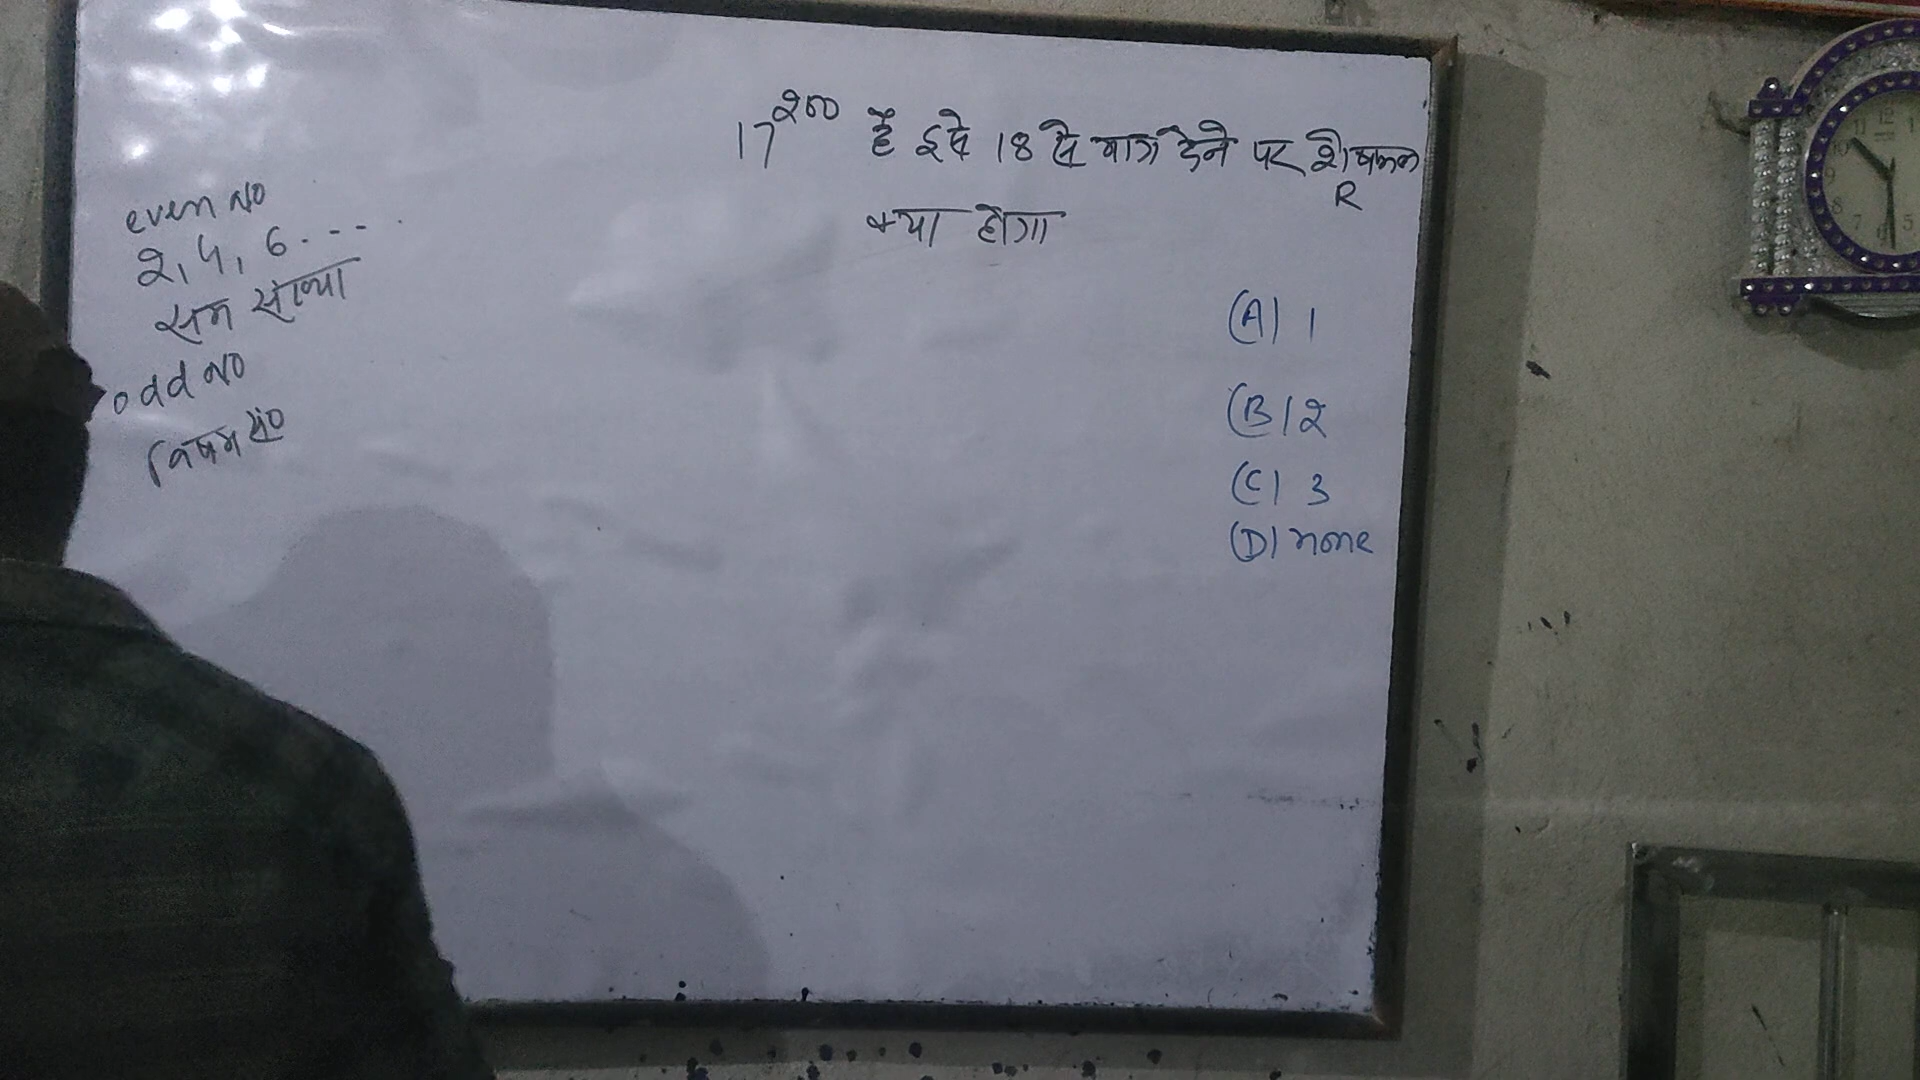 17^200 है इसे 18 से भाग देने पर शेषफल
R
क्या होगा
(A) 1
(B) 2
(C) 3
(D) none
even no
2, 4, 6 - - - .
सम संख्या
odd no
विषम सं०